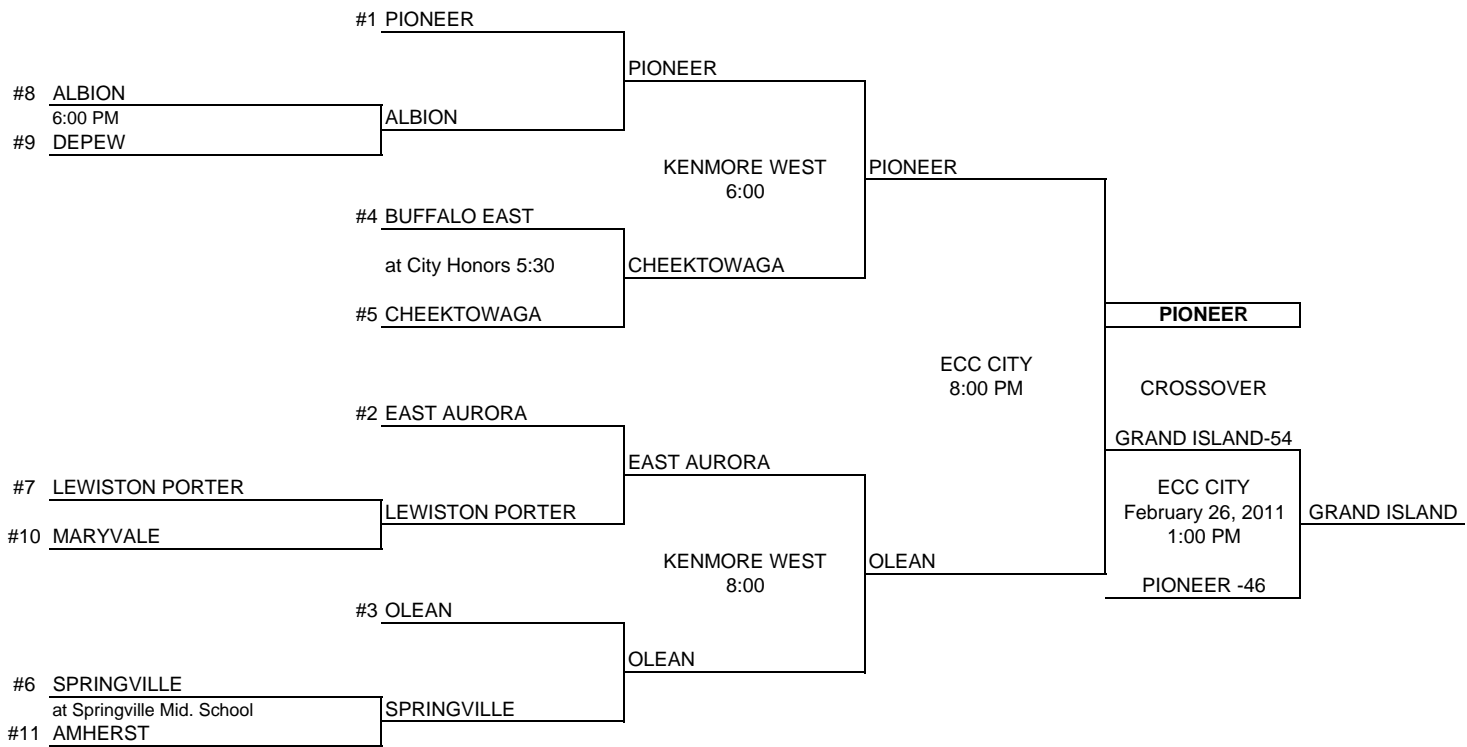 #1 PIONEER
PIONEER
#8 ALBION
6:00 PM
ALBION
#9 DEPEW
KENMORE WEST
6:00
PIONEER
#4 BUFFALO EAST
at City Honors 5:30
CHEEKTOWAGA
#5 CHEEKTOWAGA
PIONEER
ECC CITY
8:00 PM
CROSSOVER
#2 EAST AURORA
GRAND ISLAND-54
EAST AURORA
#7 LEWISTON PORTER
LEWISTON PORTER
#10 MARYVALE
ECC CITY
February 26, 2011
1:00 PM
GRAND ISLAND
KENMORE WEST
8:00
OLEAN
PIONEER -46
#3 OLEAN
OLEAN
#6 SPRINGVILLE
at Springville Mid. School
SPRINGVILLE
#11 AMHERST